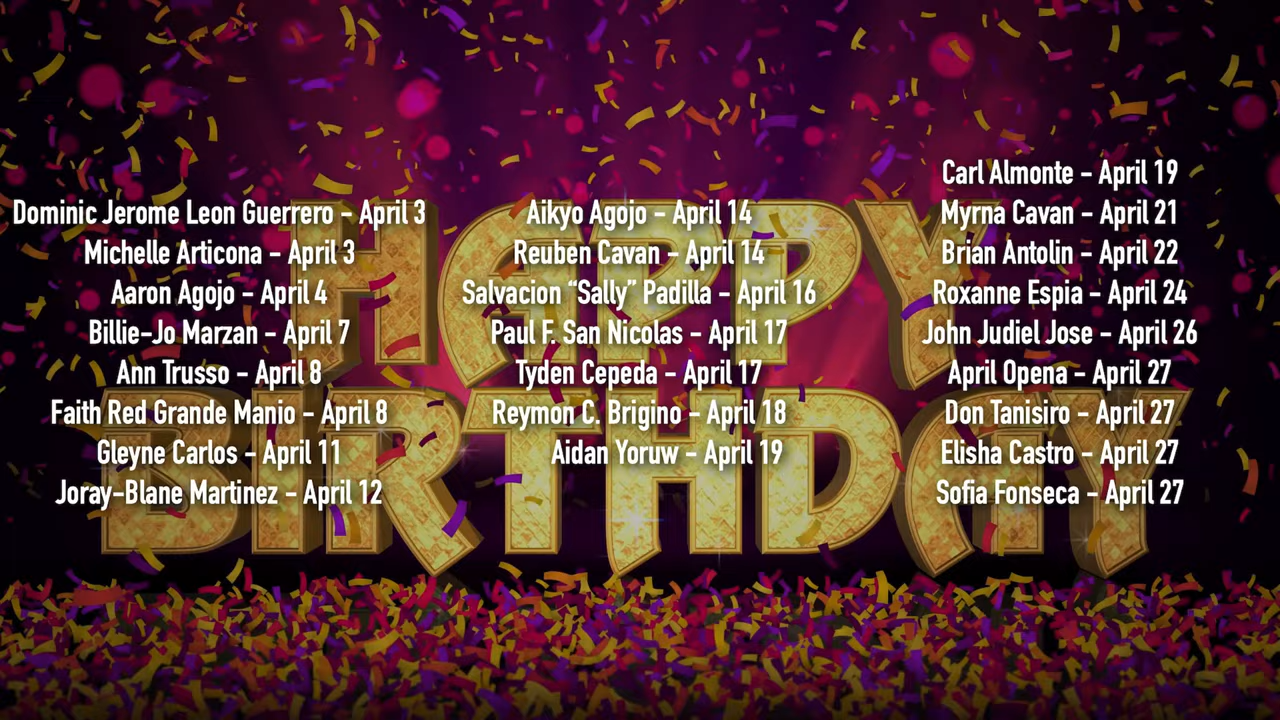 HAPPY
BIRTHDAY
Dominic Jerome Leon Guerrero - April 3
Michelle Articona - April 3
Aaron Agojo - April 4
Billie-Jo Marzan - April 7
Ann Trusso - April 8
Faith Red Grande Manio - April 8
Gleyne Carlos - April 11
Joray-Blane Martinez - April 12
Aikyo Agojo - April 14
Reuben Cavan - April 14
Salvacion “Sally” Padilla - April 16
Paul F. San Nicolas - April 17
Tyden Cepeda - April 17
Reymon C. Brigino - April 18
Aidan Yoruw - April 19
Carl Almonte - April 19
Myrna Cavan - April 21
Brian Antolin - April 22
Roxanne Espia - April 24
John Judiel Jose - April 26
April Opena - April 27
Don Tanisiro - April 27
Elisha Castro - April 27
Sofia Fonseca - April 27